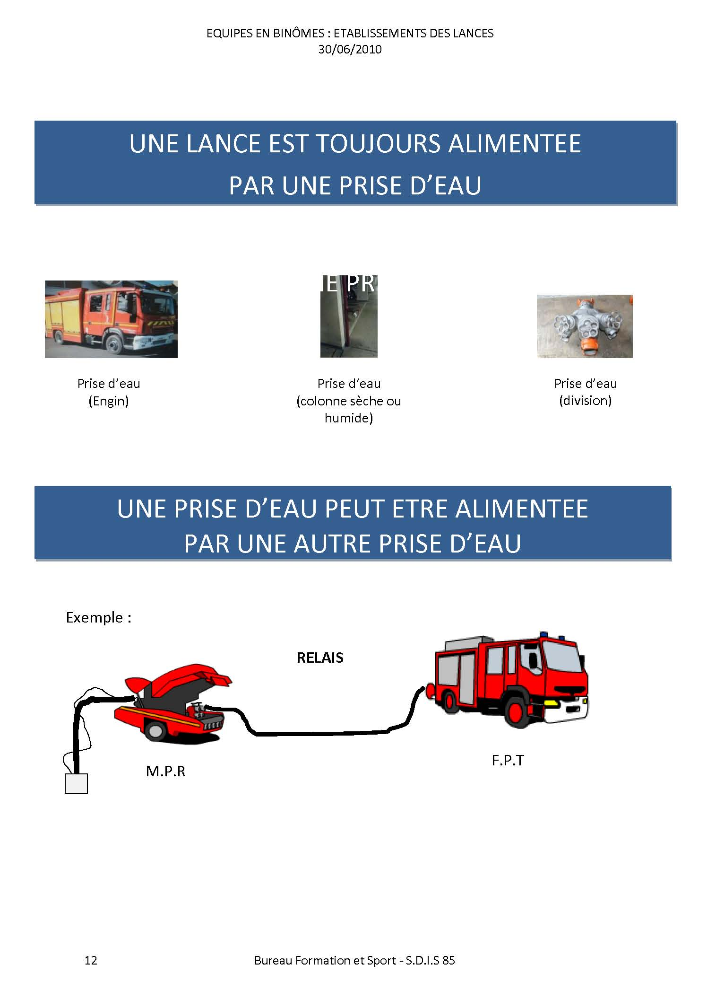 EQUIPES EN BINÔMES : ETABLISSEMENTS DES LANCES
30/06/2010
UNE LANCE EST TOUJOURS ALIMENTEE
PAR UNE PRISE D’EAU
E PR
Prise d’eau
(Engin)
Prise d’eau
(colonne sèche ou
humide)
Prise d’eau
(division)
UNE PRISE D’EAU PEUT ETRE ALIMENTEE
PAR UNE AUTRE PRISE D’EAU
Exemple :
RELAIS
M.P.R
F.P.T
12 Bureau Formation et Sport - S.D.I.S 85